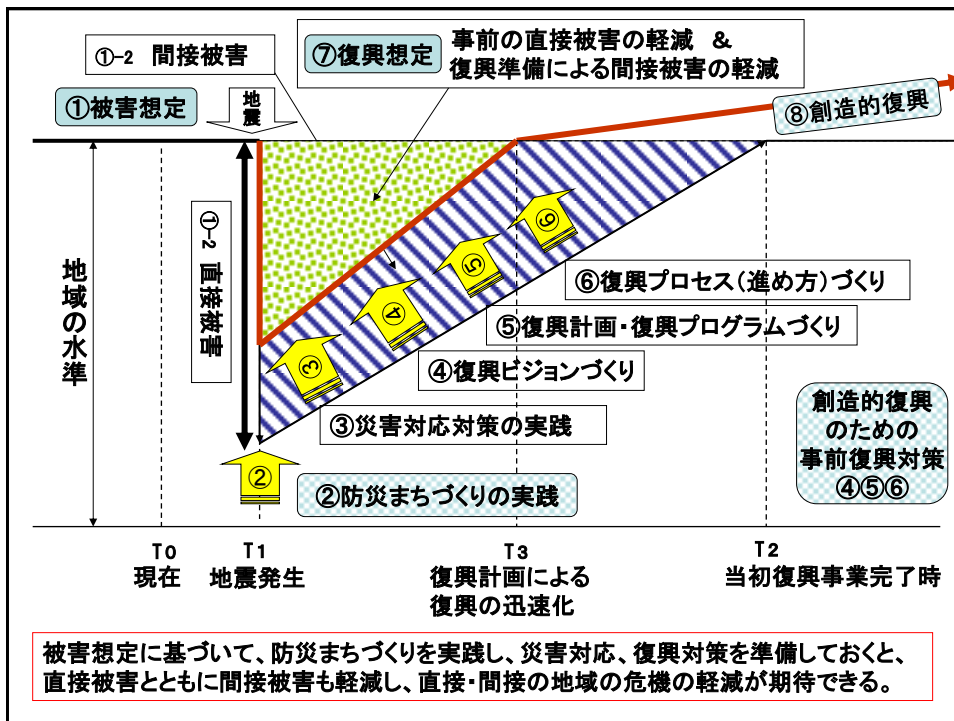 ①-2 間接被害
⑦復興想定
事前の直接被害の軽減 &
復興準備による間接被害の軽減
①被害想定
地震
⑧創造的復興
①-2 直接被害
地域の水準
⑥
⑤
④
③
②
⑥復興プロセス(進め方)づくり
⑤復興計画・復興プログラムづくり
④復興ビジョンづくり
③災害対応対策の実践
②防災まちづくりの実践
創造的復興
のための
事前復興対策
④⑤⑥
T0
現在
T1
地震発生
T3
復興計画による
復興の迅速化
T2
当初復興事業完了時
被害想定に基づいて、防災まちづくりを実践し、災害対応、復興対策を準備しておくと、
直接被害とともに間接被害も軽減し、直接・間接の地域の危機の軽減が期待できる。